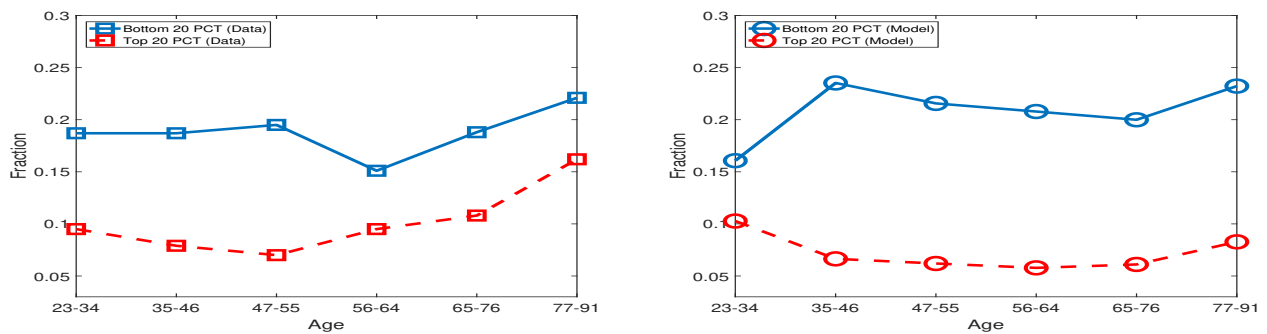 0.3
0.25
0.2
0.15
0.1
0.05
Fraction
Bottom 20 PCT (Data)
Top 20 PCT (Data)
23-34 35-46 47-55 56-64 65-76 77-91
Age
0.3
0.25
0.2
0.15
0.1
0.05
Fraction
Bottom 20 PCT (Model)
Top 20 PCT (Model)
23-34 35-46 47-55 56-64 65-76 77-91
Age